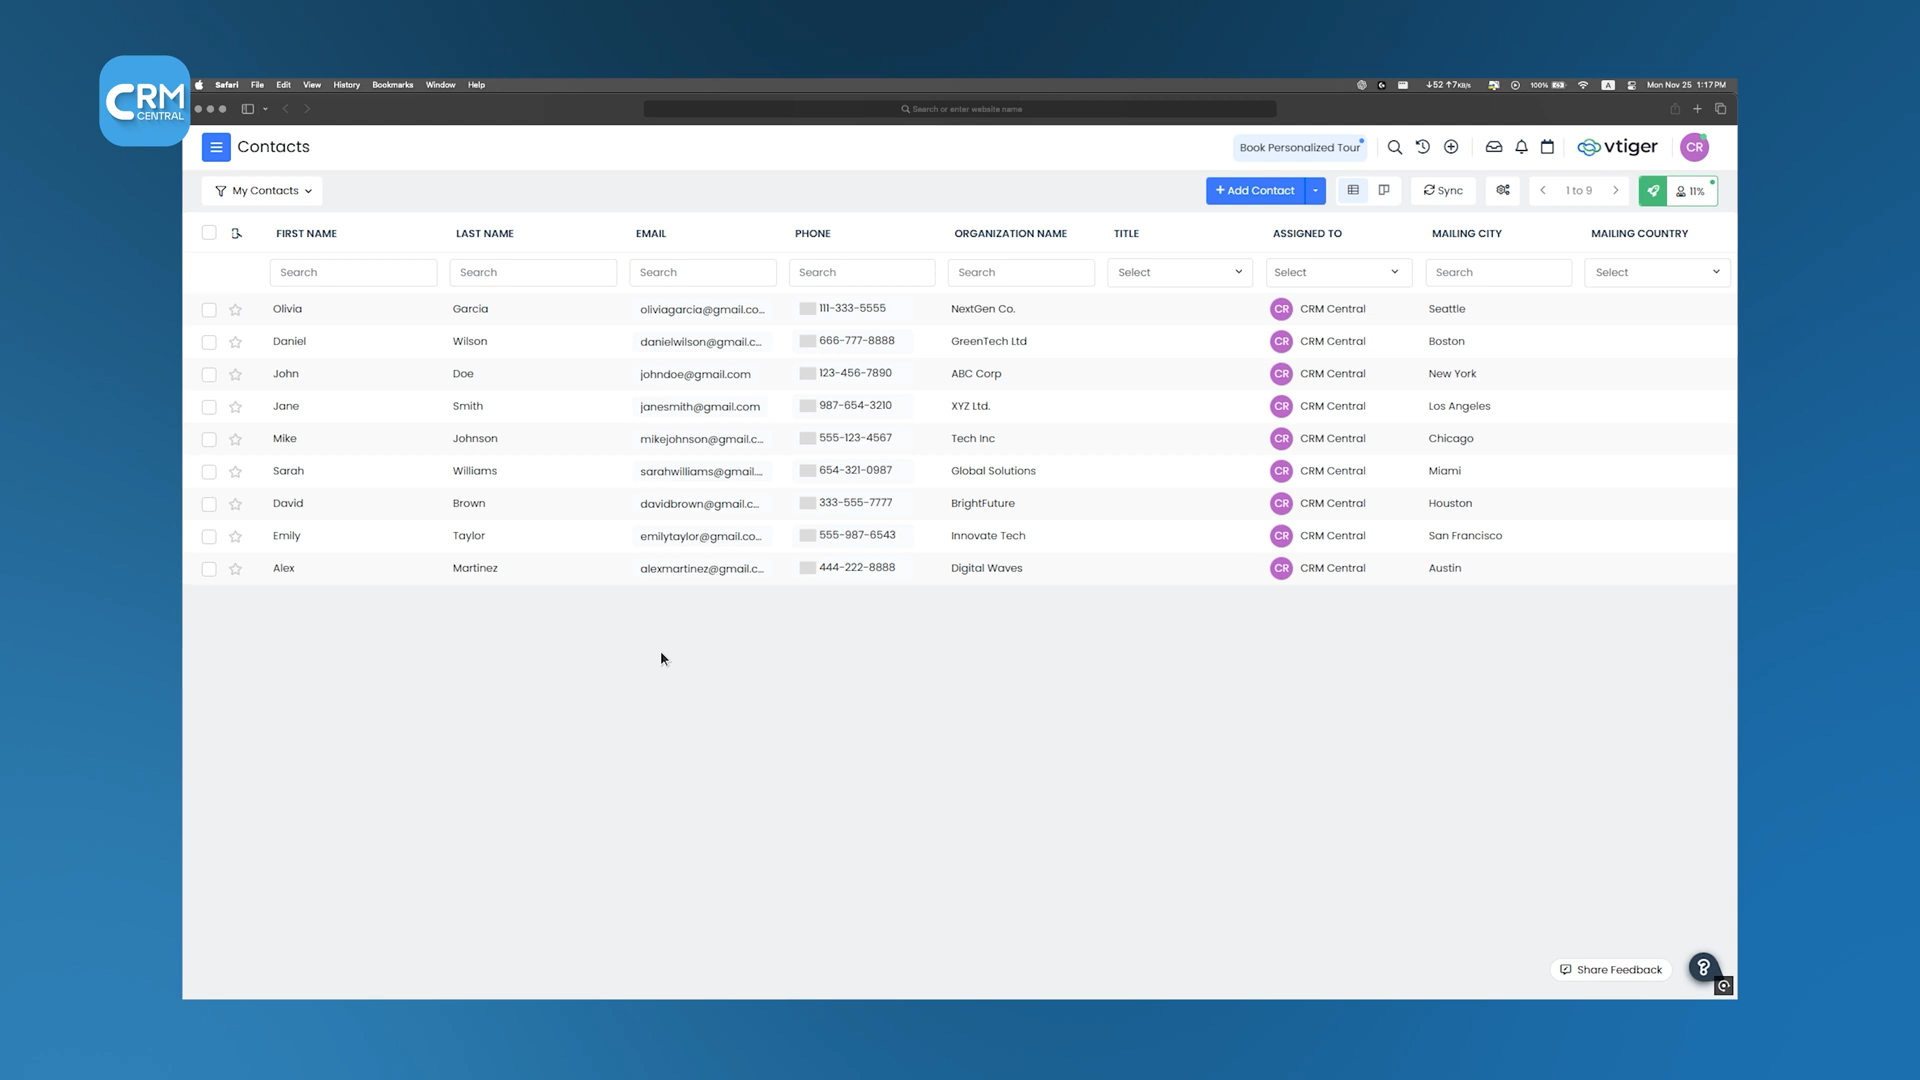 CRM
CENTRAL
Safari File Edit View History Bookmarks Window Help
↓52 ↑7KB/s 100% A Mon Nov 25 1:17 PM
Search or enter website name
Contacts
Book Personalized Tour
vtiger
CR
My Contacts
+ Add Contact
Sync
1 to 9
11%
FIRST NAME LAST NAME EMAIL PHONE ORGANIZATION NAME TITLE ASSIGNED TO MAILING CITY MAILING COUNTRY
Search Search Search Search Search Select Select Search Select
Olivia Garcia oliviagarcia@gmail.co... 111-333-5555 NextGen Co. CR CRM Central Seattle
Daniel Wilson danielwilson@gmail.c... 666-777-8888 GreenTech Ltd CR CRM Central Boston
John Doe johndoe@gmail.com 123-456-7890 ABC Corp CR CRM Central New York
Jane Smith janesmith@gmail.com 987-654-3210 XYZ Ltd. CR CRM Central Los Angeles
Mike Johnson mikejohnson@gmail.c... 555-123-4567 Tech Inc CR CRM Central Chicago
Sarah Williams sarahwilliams@gmail.... 654-321-0987 Global Solutions CR CRM Central Miami
David Brown davidbrown@gmail.c... 333-555-7777 BrightFuture CR CRM Central Houston
Emily Taylor emilytaylor@gmail.co... 555-987-6543 Innovate Tech CR CRM Central San Francisco
Alex Martinez alexmartinez@gmail.c... 444-222-8888 Digital Waves CR CRM Central Austin
Share Feedback
?